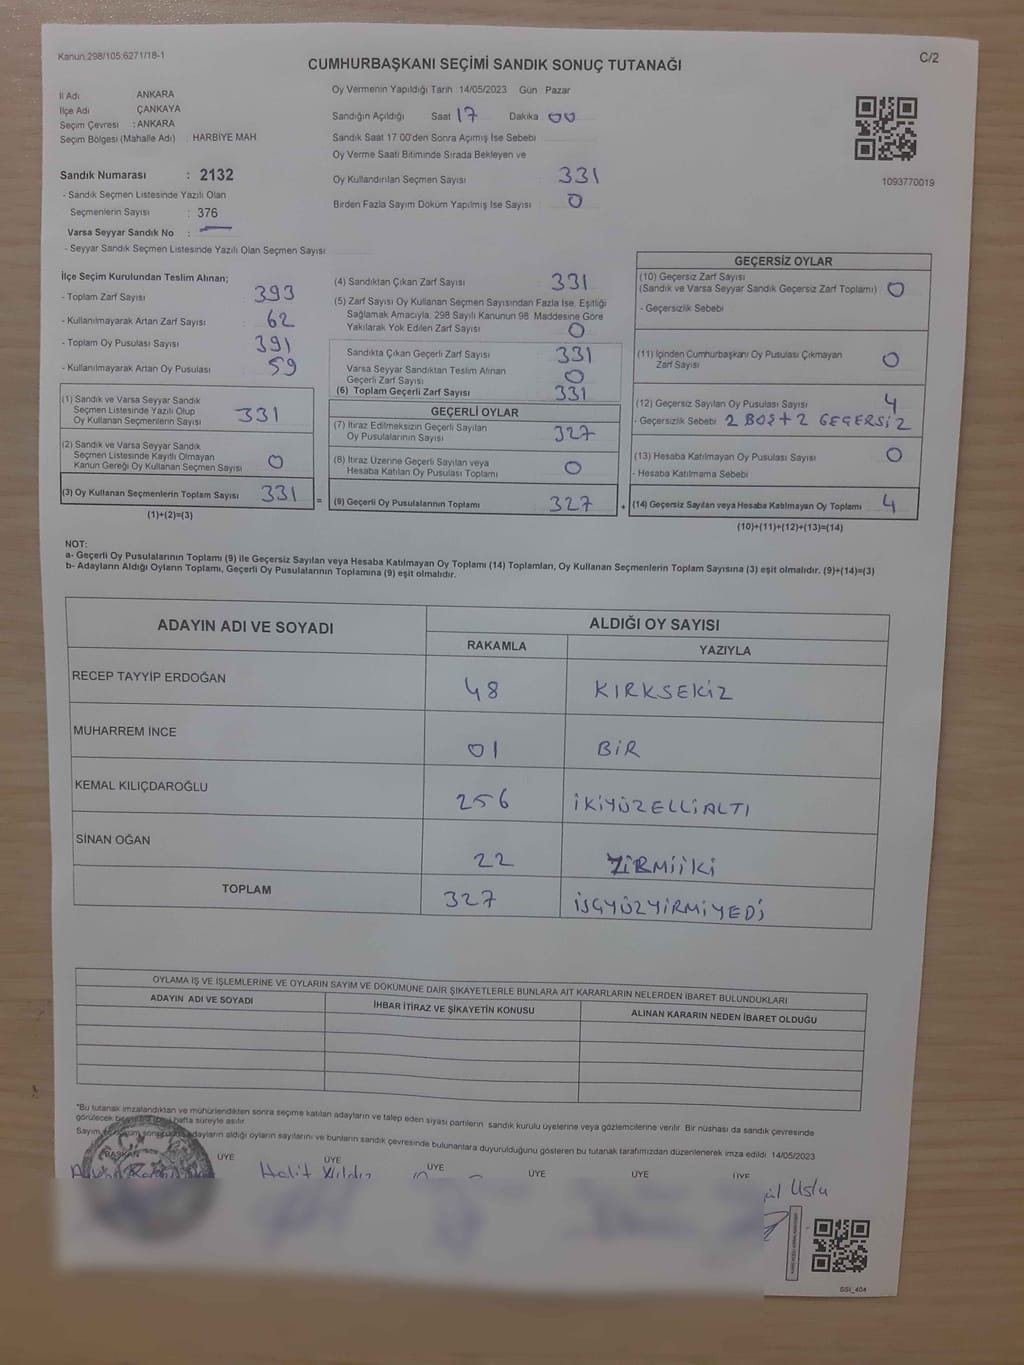 Kanun,298/105;6271/18-1
C/2
CUMHURBAŞKANI SEÇİMİ SANDIK SONUÇ TUTANAĞI
İl Adı ANKARA
İlçe Adı ÇANKAYA
Seçim Çevresi : ANKARA
Seçim Bölgesi (Mahalle Adı) : HARBİYE MAH
Sandık Numarası : 2132
- Sandık Seçmen Listesinde Yazılı Olan
Seçmenlerin Sayısı : 376
Varsa Seyyar Sandık No :
- Seyyar Sandık Seçmen Listesinde Yazılı Olan Seçmen Sayısı
Oy Vermenin Yapıldığı Tarih 14/05/2023 Gün Pazar
Sandığın Açıldığı Saat 17 Dakika 00
Sandık Saat 17 00'den Sonra Açımış İse Sebebi
Oy Verme Saati Bitiminde Sırada Bekleyen ve
Oy Kullandırılan Seçmen Sayısı 331
Birden Fazla Sayım Döküm Yapılmış İse Sayısı 0
1093770019
İlçe Seçim Kurulundan Teslim Alınan;
- Toplam Zarf Sayısı 393
- Kullanılmayarak Artan Zarf Sayısı 62
- Toplam Oy Pusulası Sayısı 391
- Kullanılmayarak Artan Oy Pusulası 59
(1) Sandık ve Varsa Seyyar Sandık
Seçmen Listesinde Yazılı Olup
Oy Kullanan Seçmenlerin Sayısı 331
(2) Sandık ve Varsa Seyyar Sandık
Seçmen Listesinde Kayıtlı Olmayan
Kanun Gereği Oy Kullanan Seçmen Sayısı 0
(3) Oy Kullanan Seçmenlerin Toplam Sayısı 331
(1)+(2)=(3)
(4) Sandıktan Çıkan Zarf Sayısı 331
(5) Zarf Sayısı Oy Kullanan Seçmen Sayısından Fazla İse, Eşitliği
Sağlamak Amacıyla, 298 Sayılı Kanunun 98 Maddesine Göre
Yakılarak Yok Edilen Zarf Sayısı 0
Sandıkta Çıkan Geçerli Zarf Sayısı 331
Varsa Seyyar Sandıktan Teslim Alınan
Geçerli Zarf Sayısı 0
(6) Toplam Geçerli Zarf Sayısı 331
GEÇERLİ OYLAR
(7) İtiraz Edilmeksizin Geçerli Sayılan
Oy Pusulalarının Sayısı 327
(8) İtiraz Üzerine Geçerli Sayılan veya
Hesaba Katılan Oy Pusulası Toplamı 0
= (9) Geçerli Oy Pusulalarının Toplamı 327 +
GEÇERSİZ OYLAR
(10) Geçersiz Zarf Sayısı
(Sandık ve Varsa Seyyar Sandık Geçersiz Zarf Toplamı) 0
- Geçersizlik Sebebi
(11) İçinden Cumhurbaşkanı Oy Pusulası Çıkmayan
Zarf Sayısı 0
(12) Geçersiz Sayılan Oy Pusulası Sayısı 4
- Geçersizlik Sebebi 2 BOŞ + 2 GEÇERSİZ
(13) Hesaba Katılmayan Oy Pusulası Sayısı 0
- Hesaba Katılmama Sebebi
(14) Geçersiz Sayılan veya Hesaba Katılmayan Oy Toplamı 4
(10)+(11)+(12)+(13)=(14)
NOT:
a- Geçerli Oy Pusulalarının Toplamı (9) ile Geçersiz Sayılan veya Hesaba Katılmayan Oy Toplamı (14) Toplamları, Oy Kullanan Seçmenlerin Toplam Sayısına (3) eşit olmalıdır. (9)+(14)=(3)
b- Adayların Aldığı Oyların Toplamı, Geçerli Oy Pusulalarının Toplamına (9) eşit olmalıdır.
ADAYIN ADI VE SOYADI
ALDIĞI OY SAYISI
RAKAMLA YAZIYLA
RECEP TAYYİP ERDOĞAN 48 KIRKSEKİZ
MUHARREM İNCE 01 BİR
KEMAL KILIÇDAROĞLU 256 İKİYÜZELLİALTI
SİNAN OĞAN 22 YİRMİİKİ
TOPLAM 327 ÜÇYÜZYİRMİYEDİ
OYLAMA İŞ VE İŞLEMLERİNE VE OYLARIN SAYIM VE DÖKÜMÜNE DAİR ŞİKAYETLERLE BUNLARA AİT KARARLARIN NELERDEN İBARET BULUNDUKLARI
ADAYIN ADI VE SOYADI İHBAR İTİRAZ VE ŞİKAYETİN KONUSU ALINAN KARARIN NEDEN İBARET OLDUĞU
*Bu tutanak imzalandıktan ve mühürlendikten sonra seçime katılan adayların ve talep eden siyasi partilerin sandık kurulu üyelerine veya gözlemcilerine verilir. Bir nüshası da sandık çevresinde
görülecek hafta süreyle asılır
Sayım adayların aldığı oyların sayılarını ve bunların sandık çevresinde bulunanlara duyurulduğunu gösteren bu tutanak tarafımızdan düzenlenerek imza edildi. 14/05/2023
BAŞKAN ÜYE ÜYE ÜYE ÜYE ÜYE ÜYE
Halit Yıldız
Uslu
SSI_404